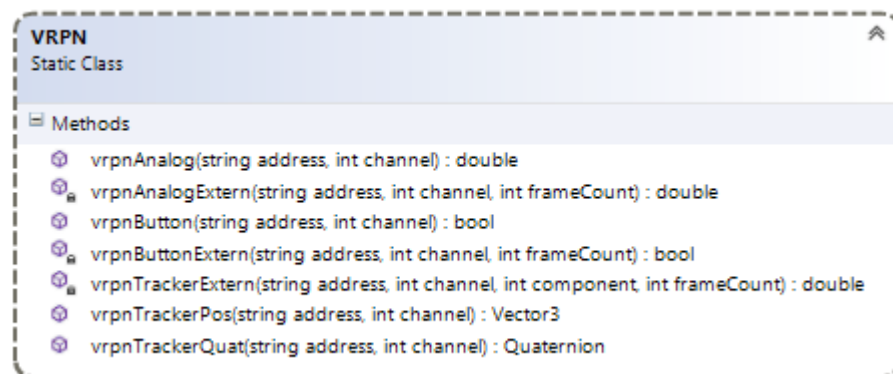 VRPN
Static Class
Methods
vrpnAnalog(string address, int channel) : double
vrpnAnalogExtern(string address, int channel, int frameCount) : double
vrpnButton(string address, int channel) : bool
vrpnButtonExtern(string address, int channel, int frameCount) : bool
vrpnTrackerExtern(string address, int channel, int component, int frameCount) : double
vrpnTrackerPos(string address, int channel) : Vector3
vrpnTrackerQuat(string address, int channel) : Quaternion